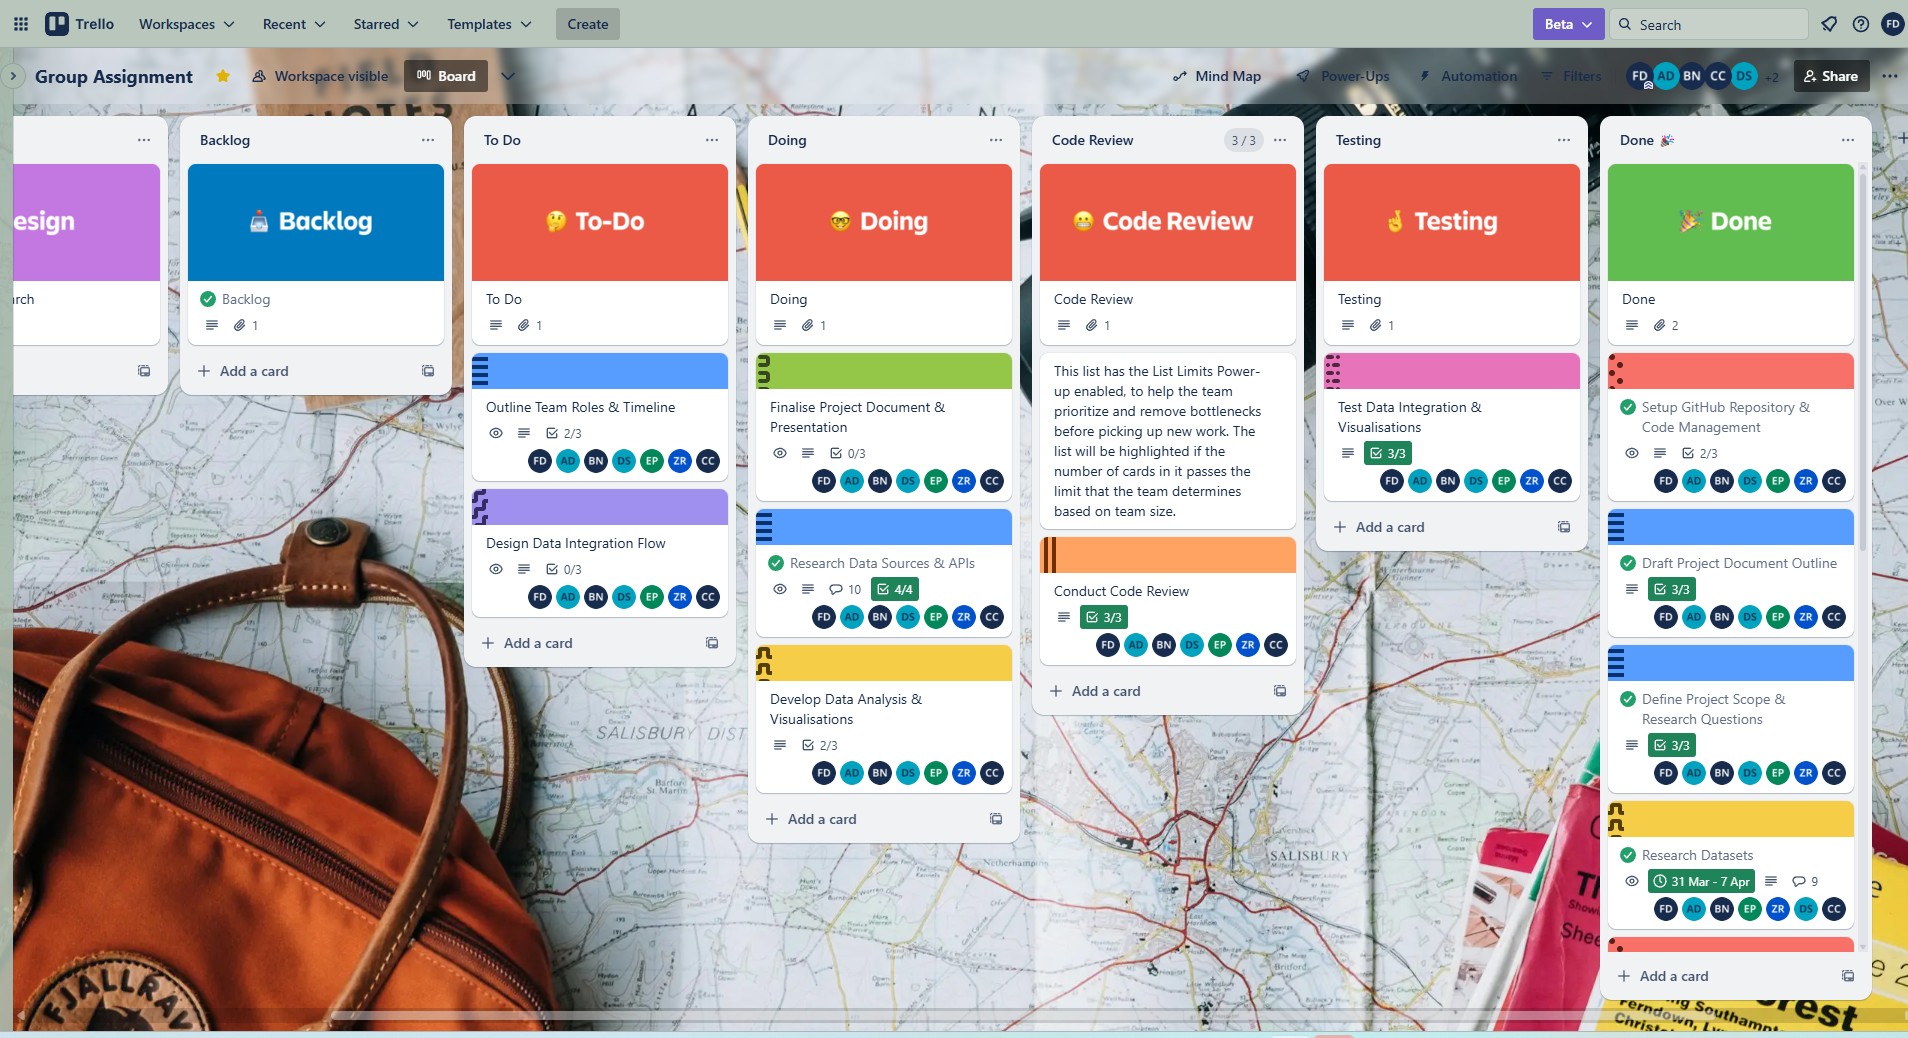 Trello
Workspaces
Recent
Starred
Templates
Create
Beta
Search
FD
Group Assignment
Workspace visible
Board
Mind Map
Power-Ups
Automation
Filters
FD AD BN CC DS +2
Share
esign
rch
Backlog
📥 Backlog
Backlog
1
Add a card
To Do
🤔 To-Do
To Do
1
Outline Team Roles & Timeline
2/3
FD AD BN DS EP ZR CC
Design Data Integration Flow
0/3
FD AD BN DS EP ZR CC
Add a card
Doing
🤓 Doing
Doing
1
Finalise Project Document &
Presentation
0/3
FD AD BN DS EP ZR CC
Research Data Sources & APIs
10 4/4
FD AD BN DS EP ZR CC
Develop Data Analysis &
Visualisations
2/3
FD AD BN DS EP ZR CC
Add a card
Code Review
3 / 3
😬 Code Review
Code Review
1
This list has the List Limits Power-
up enabled, to help the team
prioritize and remove bottlenecks
before picking up new work. The
list will be highlighted if the
number of cards in it passes the
limit that the team determines
based on team size.
Conduct Code Review
3/3
FD AD BN DS EP ZR CC
Add a card
Testing
🤞 Testing
Testing
1
Test Data Integration &
Visualisations
3/3
FD AD BN DS EP ZR CC
Add a card
Done 🎉
🎉 Done
Done
2
Setup GitHub Repository &
Code Management
2/3
FD AD BN DS EP ZR CC
Draft Project Document Outline
3/3
FD AD BN DS EP ZR CC
Define Project Scope &
Research Questions
3/3
FD AD BN DS EP ZR CC
Research Datasets
31 Mar - 7 Apr 9
FD AD BN EP ZR DS CC
Add a card
NOTES
SALISBURY DIST
SALISBURY
FJALLRAV
Southampton
Ferndown,
Christ